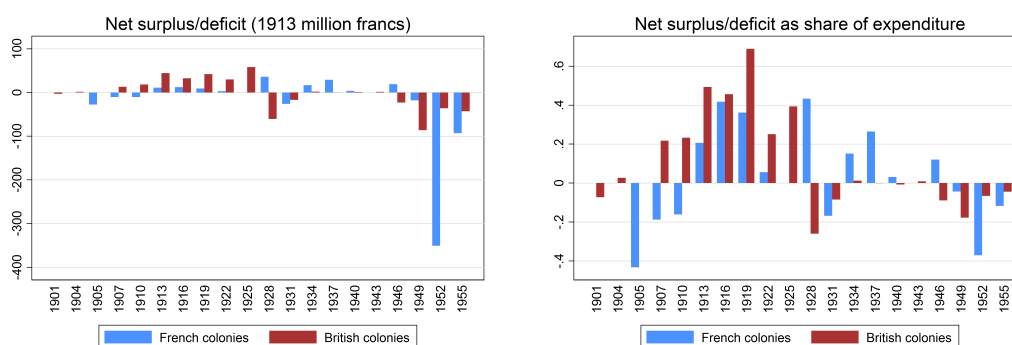 Net surplus/deficit (1913 million francs)
100
0
100
-200
-300
-400
1901 1904 1905 1907 1910 1913 1916 1919 1922 1925 1928 1931 1934 1937 1940 1943 1946 1949 1952 1955
French colonies British colonies
Net surplus/deficit as share of expenditure
.6
.4
.2
0
-.2
-.4
1901 1904 1905 1907 1910 1913 1916 1919 1922 1925 1928 1931 1934 1937 1940 1943 1946 1949 1952 1955
French colonies British colonies